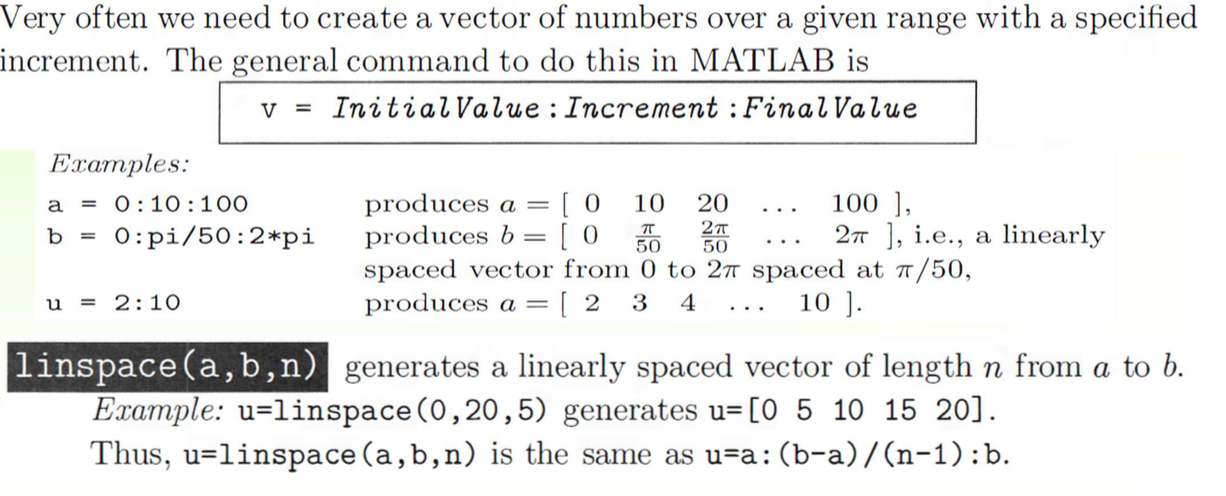 Very often we need to create a vector of numbers over a given range with a specified
increment. The general command to do this in MATLAB is
v = InitialValue:Increment:FinalValue
Examples:
a = 0:10:100 produces a = [ 0 10 20 ... 100 ],
b = 0:pi/50:2*pi produces b = [ 0 π/50 2π/50 ... 2π ], i.e., a linearly
spaced vector from 0 to 2π spaced at π/50,
u = 2:10 produces a = [ 2 3 4 ... 10 ].
linspace(a,b,n) generates a linearly spaced vector of length n from a to b.
Example: u=linspace(0,20,5) generates u=[0 5 10 15 20].
Thus, u=linspace(a,b,n) is the same as u=a:(b-a)/(n-1):b.